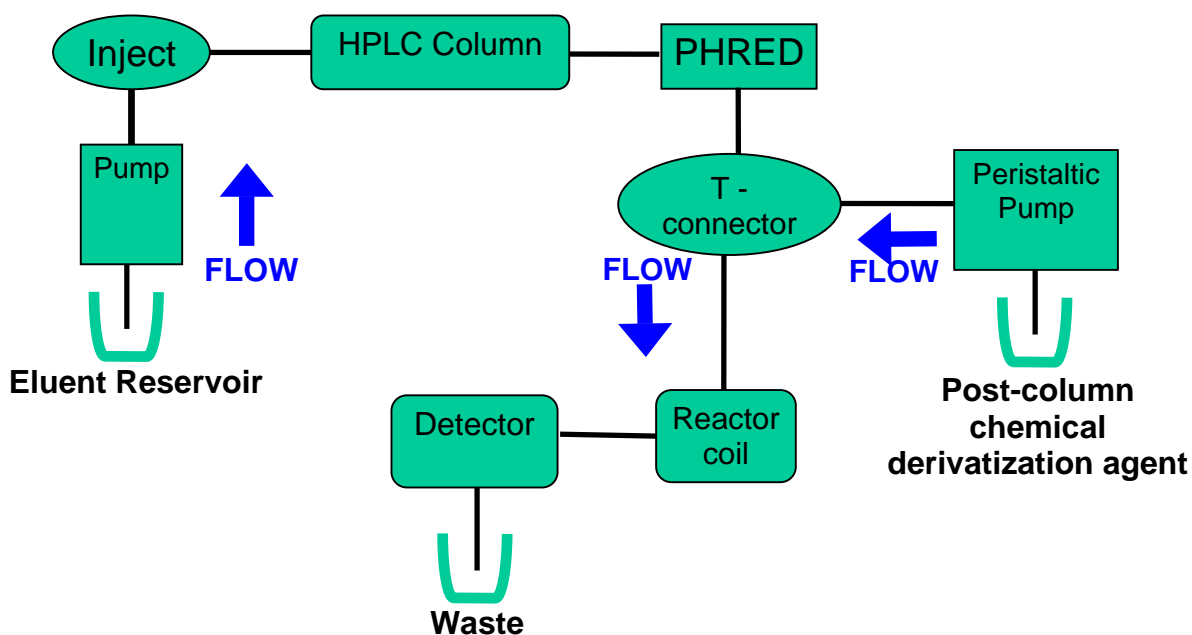 Inject
HPLC Column
PHRED
Pump
FLOW
T -
connector
Peristaltic
Pump
FLOW
FLOW
Eluent Reservoir
Post-column
chemical
derivatization agent
Reactor
coil
Detector
Waste